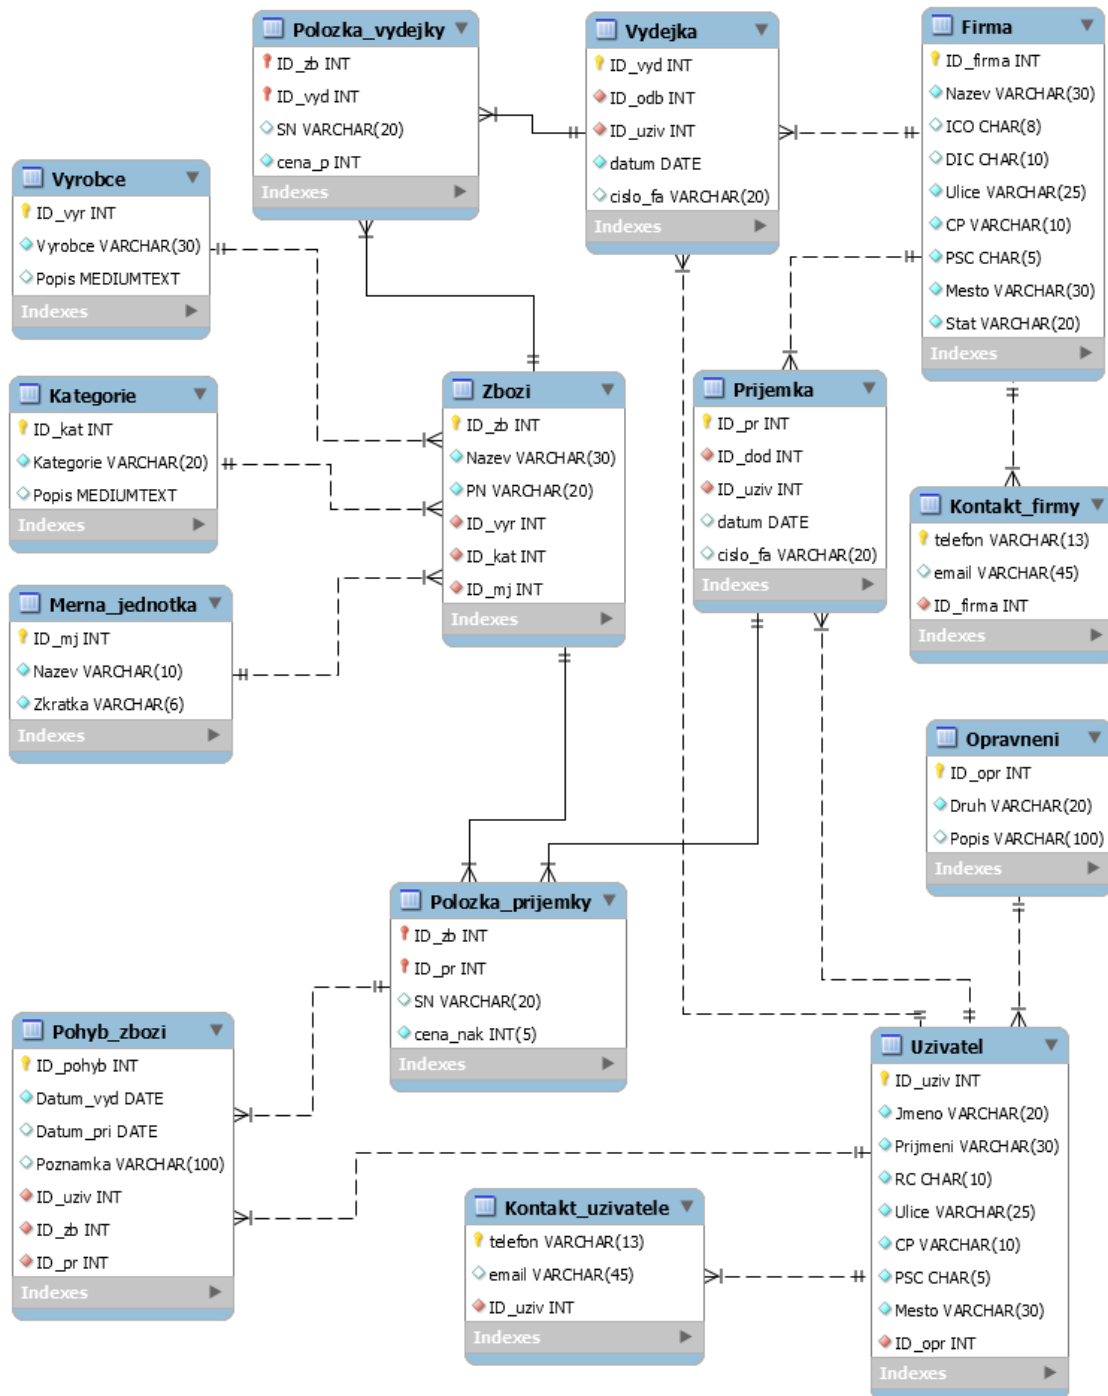 Polozka_vydejky
ID_zb INT
ID_vyd INT
SN VARCHAR(20)
cena_p INT
Indexes
Vydejka
ID_vyd INT
ID_odb INT
ID_uziv INT
datum DATE
cislo_fa VARCHAR(20)
Indexes
Firma
ID_firma INT
Nazev VARCHAR(30)
ICO CHAR(8)
DIC CHAR(10)
Ulice VARCHAR(25)
CP VARCHAR(10)
PSC CHAR(5)
Mesto VARCHAR(30)
Stat VARCHAR(20)
Indexes
Vyrobce
ID_vyr INT
Vyrobce VARCHAR(30)
Popis MEDIUMTEXT
Indexes
Kategorie
ID_kat INT
Kategorie VARCHAR(20)
Popis MEDIUMTEXT
Indexes
Zbozi
ID_zb INT
Nazev VARCHAR(30)
PN VARCHAR(20)
ID_vyr INT
ID_kat INT
ID_mj INT
Indexes
Prijemka
ID_pr INT
ID_dod INT
ID_uziv INT
datum DATE
cislo_fa VARCHAR(20)
Indexes
Kontakt_firmy
telefon VARCHAR(13)
email VARCHAR(45)
ID_firma INT
Indexes
Merna_jednotka
ID_mj INT
Nazev VARCHAR(10)
Zkratka VARCHAR(6)
Indexes
Opravneni
ID_opr INT
Druh VARCHAR(20)
Popis VARCHAR(100)
Indexes
Polozka_prijemky
ID_zb INT
ID_pr INT
SN VARCHAR(20)
cena_nak INT(5)
Indexes
Pohyb_zbozi
ID_pohyb INT
Datum_vyd DATE
Datum_pri DATE
Poznamka VARCHAR(100)
ID_uziv INT
ID_zb INT
ID_pr INT
Indexes
Uzivatel
ID_uziv INT
Jmeno VARCHAR(20)
Prijmeni VARCHAR(30)
RC CHAR(10)
Ulice VARCHAR(25)
CP VARCHAR(10)
PSC CHAR(5)
Mesto VARCHAR(30)
ID_opr INT
Indexes
Kontakt_uzivatele
telefon VARCHAR(13)
email VARCHAR(45)
ID_uziv INT
Indexes